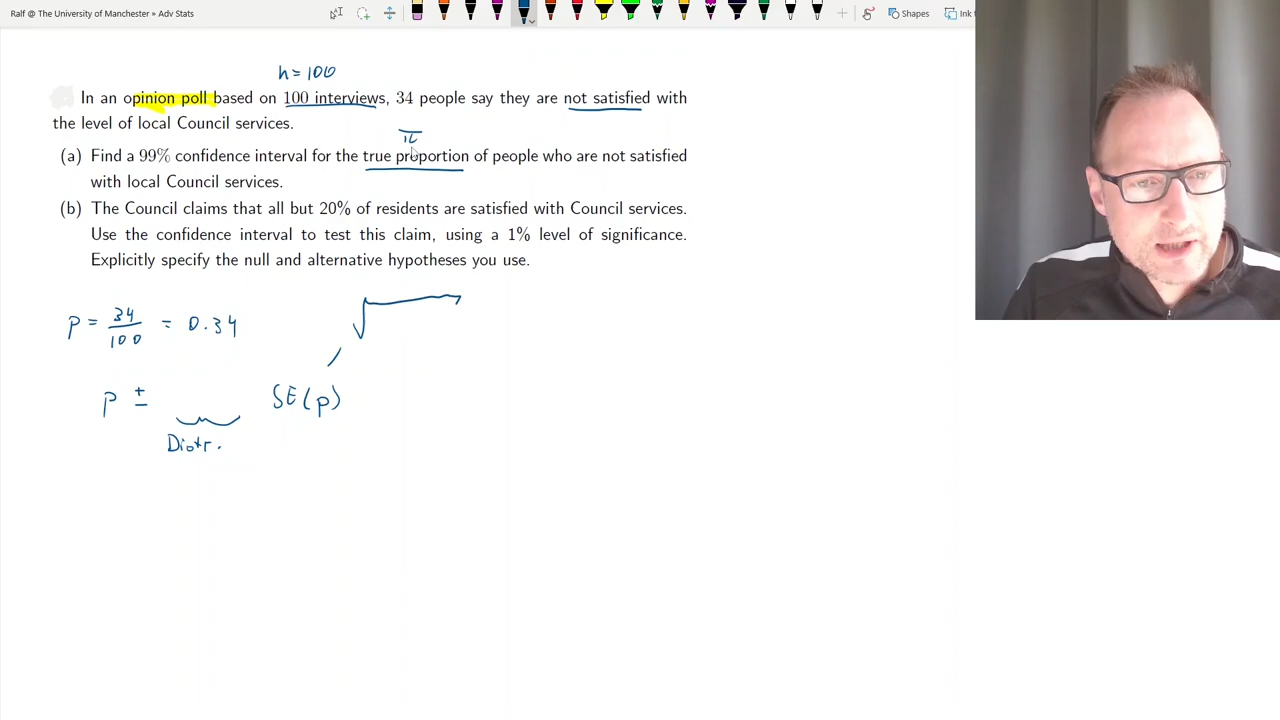 Ralf @ The University of Manchester » Adv Stats
Shapes
Ink t
n = 100
In an opinion poll based on 100 interviews, 34 people say they are not satisfied with
the level of local Council services.
π
(a) Find a 99% confidence interval for the true proportion of people who are not satisfied
with local Council services.
(b) The Council claims that all but 20% of residents are satisfied with Council services.
Use the confidence interval to test this claim, using a 1% level of significance.
Explicitly specify the null and alternative hypotheses you use.
p = 34/100 = 0.34
√
p ± SE(p)
Distr.